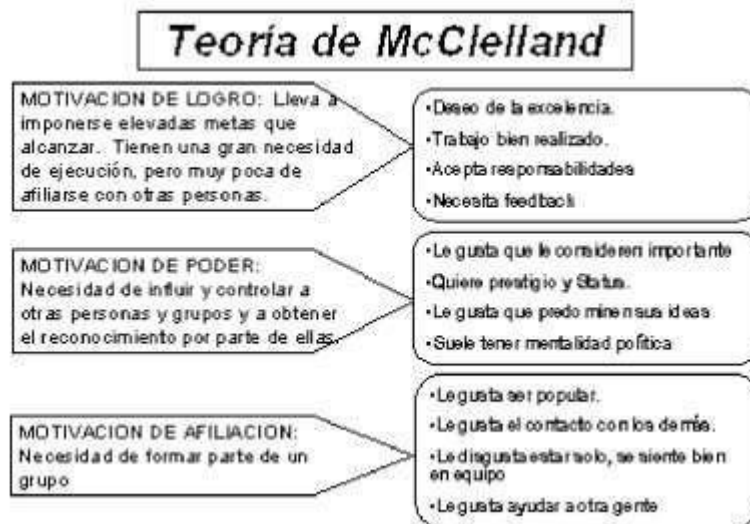 Teoría de McClelland
MOTIVACION DE LOGRO: Lleva a
imponerse elevadas metas que
alcanzar. Tienen una gran necesidad
de ejecución, pero muy poca de
afiliarse con otras personas.
•Deseo de la excelencia.
•Trabajo bien realizado.
•Acepta responsabilidades
•Necesita feedback
MOTIVACION DE PODER:
Necesidad de influir y controlar a
otras personas y grupos y a obtener
el reconocimiento por parte de ellas.
•Le gusta que le consideren importante
•Quiere prestigio y Status.
•Le gusta que predominen sus ideas
•Suele tener mentalidad política
MOTIVACION DE AFILIACION:
Necesidad de formar parte de un
grupo
•Le gusta ser popular.
•Le gusta el contacto con los demás.
•Le disgusta estar solo, se siente bien
en equipo
•Le gusta ayudar a otra gente